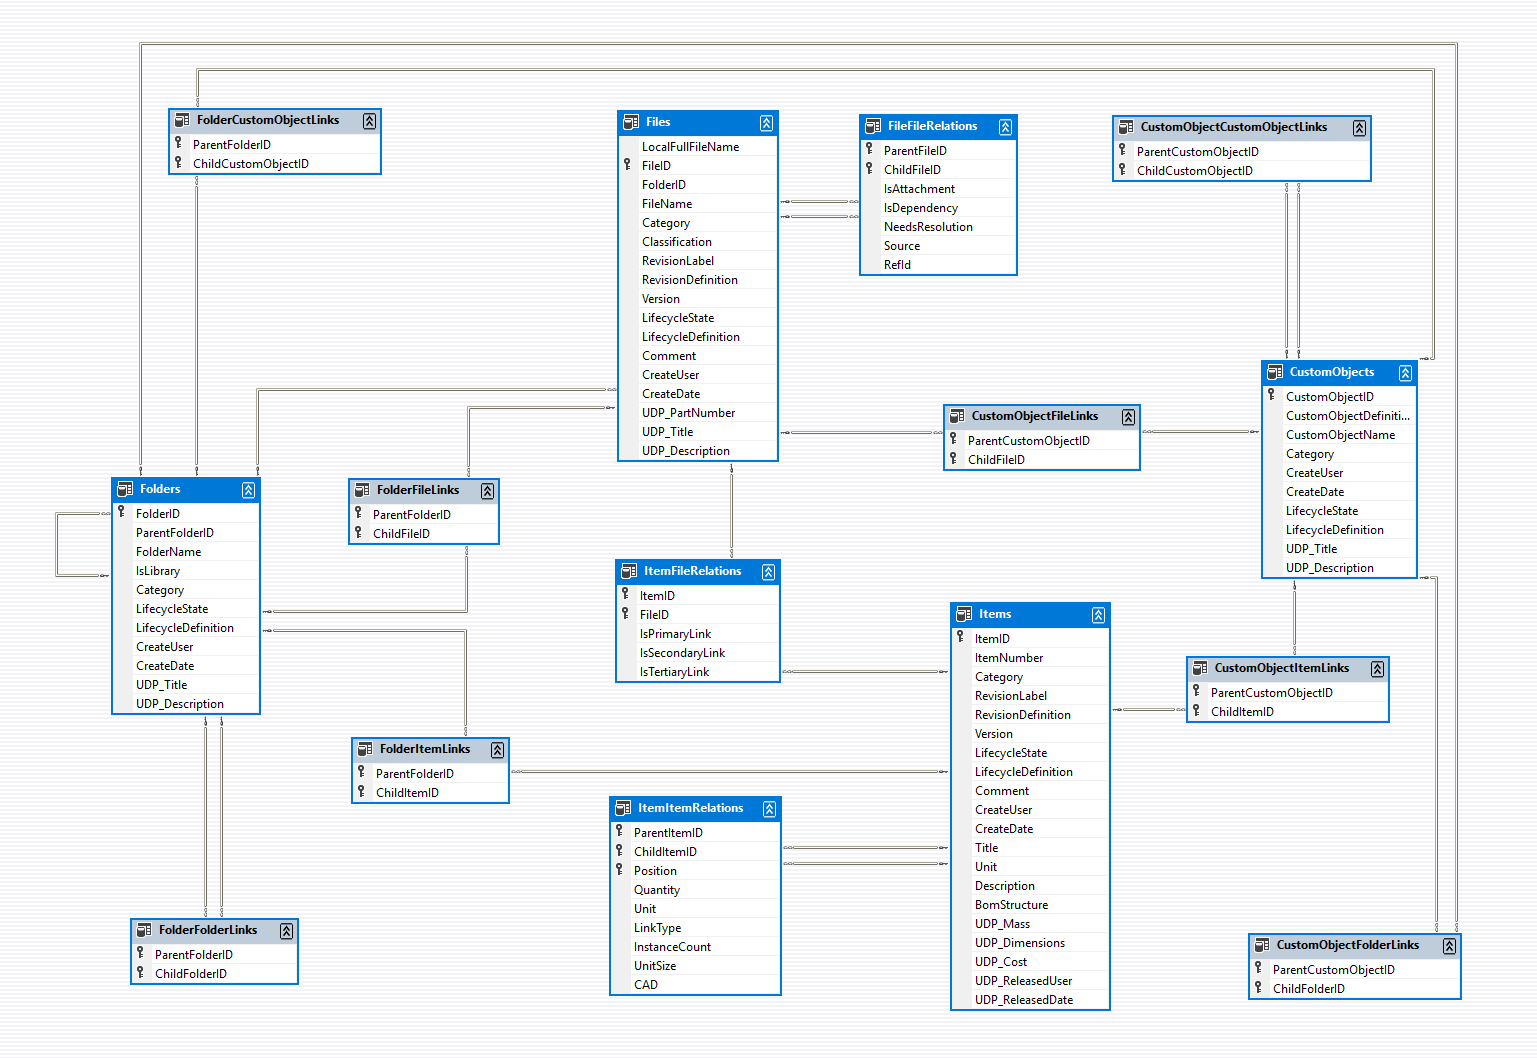 FolderCustomObjectLinks
ParentFolderID
ChildCustomObjectID
Files
LocalFullFileName
FileID
FolderID
FileName
Category
Classification
RevisionLabel
RevisionDefinition
Version
LifecycleState
LifecycleDefinition
Comment
CreateUser
CreateDate
UDP_PartNumber
UDP_Title
UDP_Description
FileFileRelations
ParentFileID
ChildFileID
IsAttachment
IsDependency
NeedsResolution
Source
RefId
CustomObjectCustomObjectLinks
ParentCustomObjectID
ChildCustomObjectID
CustomObjects
CustomObjectID
CustomObjectDefiniti...
CustomObjectName
Category
CreateUser
CreateDate
LifecycleState
LifecycleDefinition
UDP_Title
UDP_Description
CustomObjectFileLinks
ParentCustomObjectID
ChildFileID
Folders
FolderID
ParentFolderID
FolderName
IsLibrary
Category
LifecycleState
LifecycleDefinition
CreateUser
CreateDate
UDP_Title
UDP_Description
FolderFileLinks
ParentFolderID
ChildFileID
ItemFileRelations
ItemID
FileID
IsPrimaryLink
IsSecondaryLink
IsTertiaryLink
Items
ItemID
ItemNumber
Category
RevisionLabel
RevisionDefinition
Version
LifecycleState
LifecycleDefinition
Comment
CreateUser
CreateDate
Title
Unit
Description
BomStructure
UDP_Mass
UDP_Dimensions
UDP_Cost
UDP_ReleasedUser
UDP_ReleasedDate
CustomObjectItemLinks
ParentCustomObjectID
ChildItemID
FolderItemLinks
ParentFolderID
ChildItemID
ItemItemRelations
ParentItemID
ChildItemID
Position
Quantity
Unit
LinkType
InstanceCount
UnitSize
CAD
FolderFolderLinks
ParentFolderID
ChildFolderID
CustomObjectFolderLinks
ParentCustomObjectID
ChildFolderID